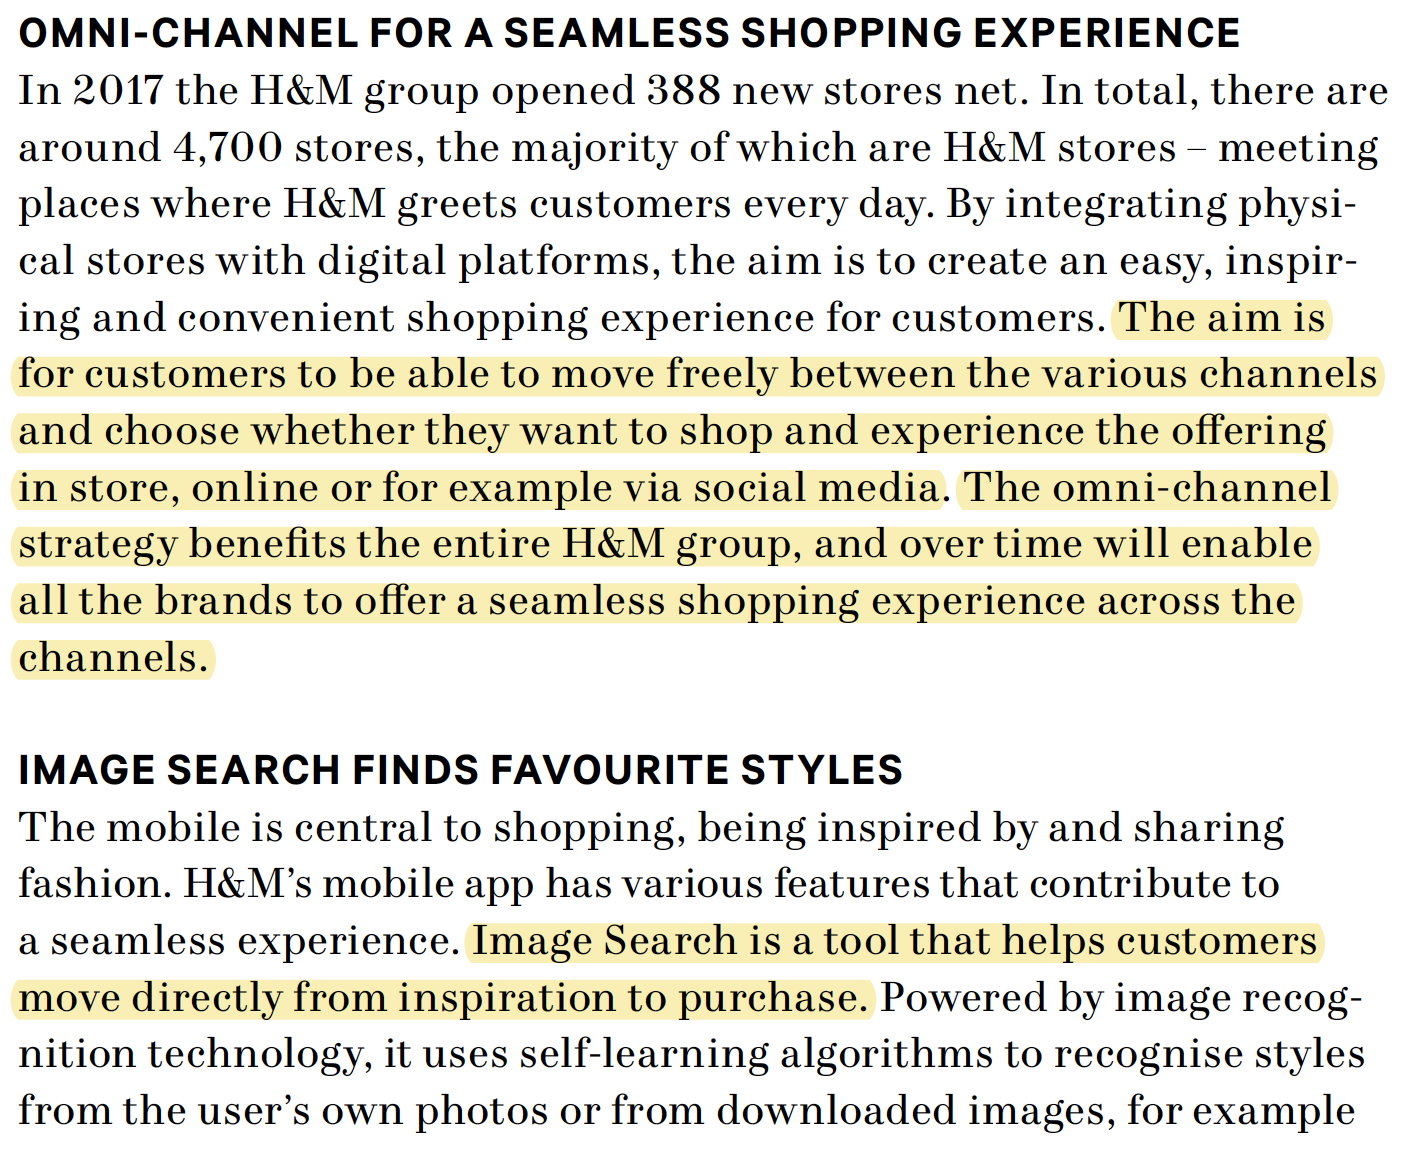 OMNI-CHANNEL FOR A SEAMLESS SHOPPING EXPERIENCE
In 2017 the H&M group opened 388 new stores net. In total, there are
around 4,700 stores, the majority of which are H&M stores – meeting
places where H&M greets customers every day. By integrating physi-
cal stores with digital platforms, the aim is to create an easy, inspir-
ing and convenient shopping experience for customers. The aim is
for customers to be able to move freely between the various channels
and choose whether they want to shop and experience the offering
in store, online or for example via social media. The omni-channel
strategy benefits the entire H&M group, and over time will enable
all the brands to offer a seamless shopping experience across the
channels.
IMAGE SEARCH FINDS FAVOURITE STYLES
The mobile is central to shopping, being inspired by and sharing
fashion. H&M’s mobile app has various features that contribute to
a seamless experience. Image Search is a tool that helps customers
move directly from inspiration to purchase. Powered by image recog-
nition technology, it uses self-learning algorithms to recognise styles
from the user’s own photos or from downloaded images, for example